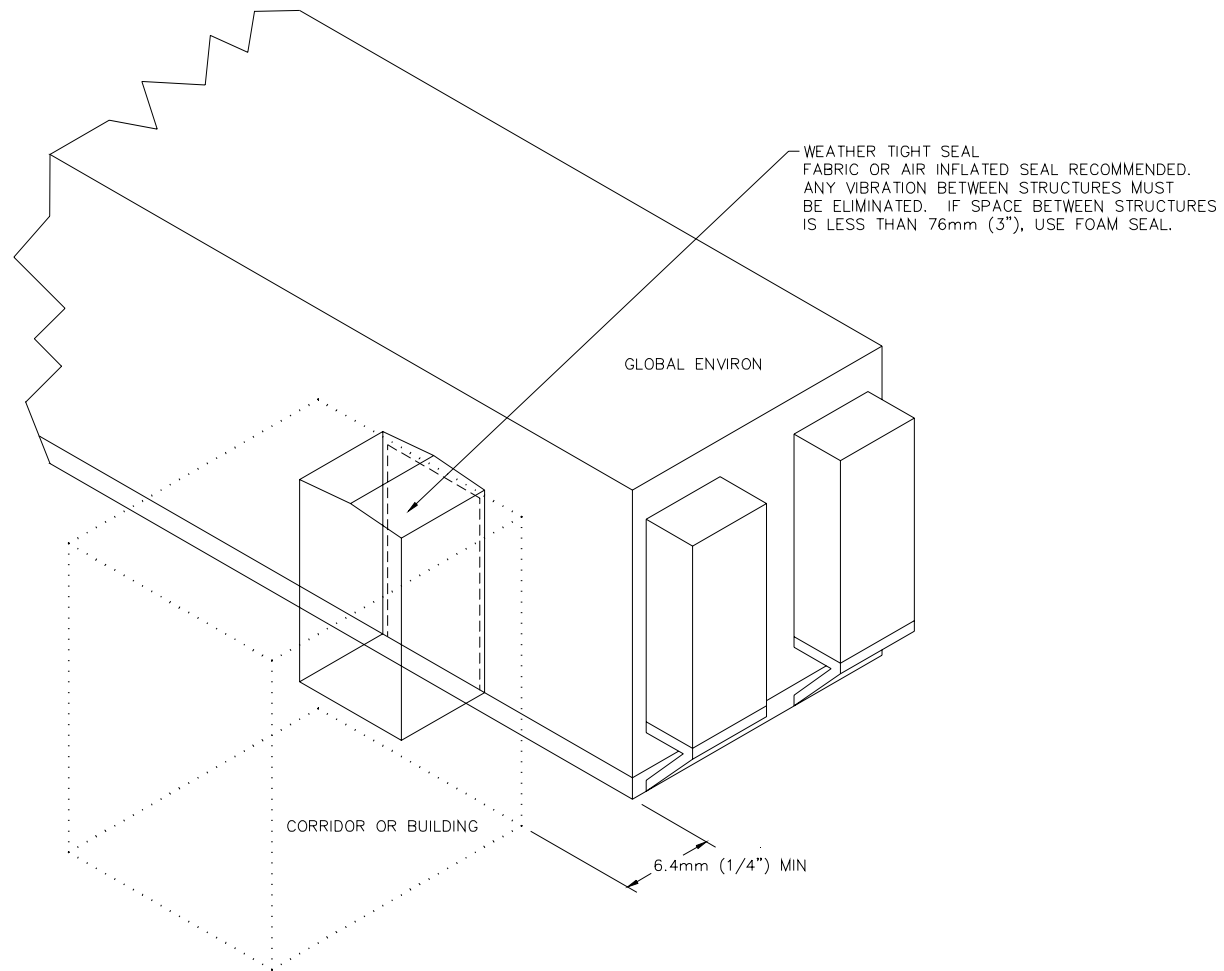 WEATHER TIGHT SEAL
FABRIC OR AIR INFLATED SEAL RECOMMENDED.
ANY VIBRATION BETWEEN STRUCTURES MUST
BE ELIMINATED. IF SPACE BETWEEN STRUCTURES
IS LESS THAN 76mm (3"), USE FOAM SEAL.
GLOBAL ENVIRON
CORRIDOR OR BUILDING
6.4mm (1/4") MIN